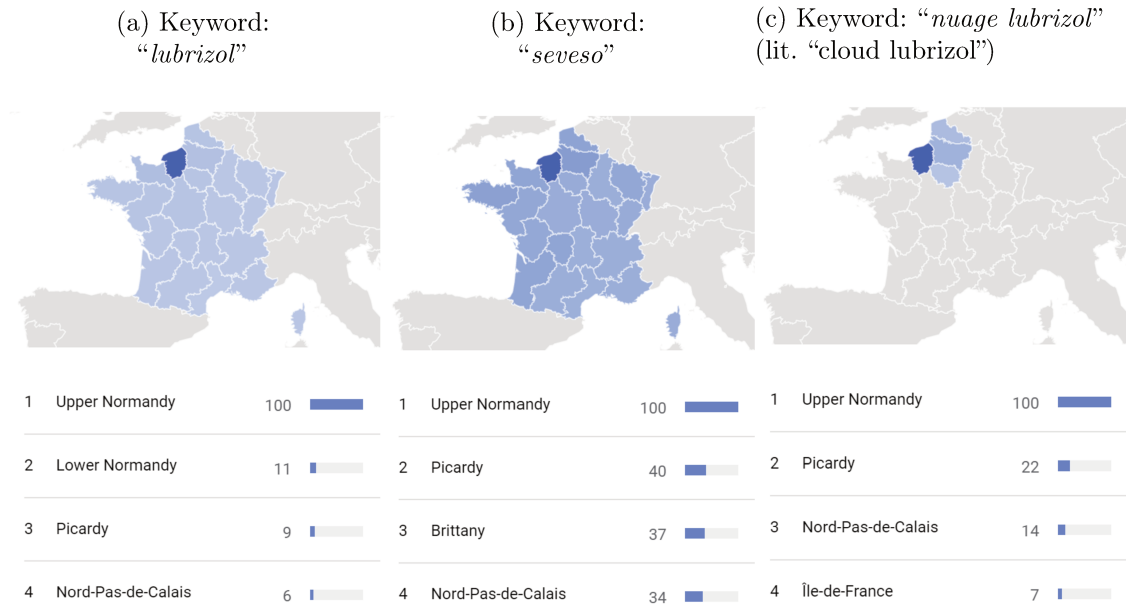 (a) Keyword:
“lubrizol”
1 Upper Normandy 100
2 Lower Normandy 11
3 Picardy 9
4 Nord-Pas-de-Calais 6
(b) Keyword:
“seveso”
1 Upper Normandy 100
2 Picardy 40
3 Brittany 37
4 Nord-Pas-de-Calais 34
(c) Keyword: “nuage lubrizol”
(lit. “cloud lubrizol”)
1 Upper Normandy 100
2 Picardy 22
3 Nord-Pas-de-Calais 14
4 Île-de-France 7